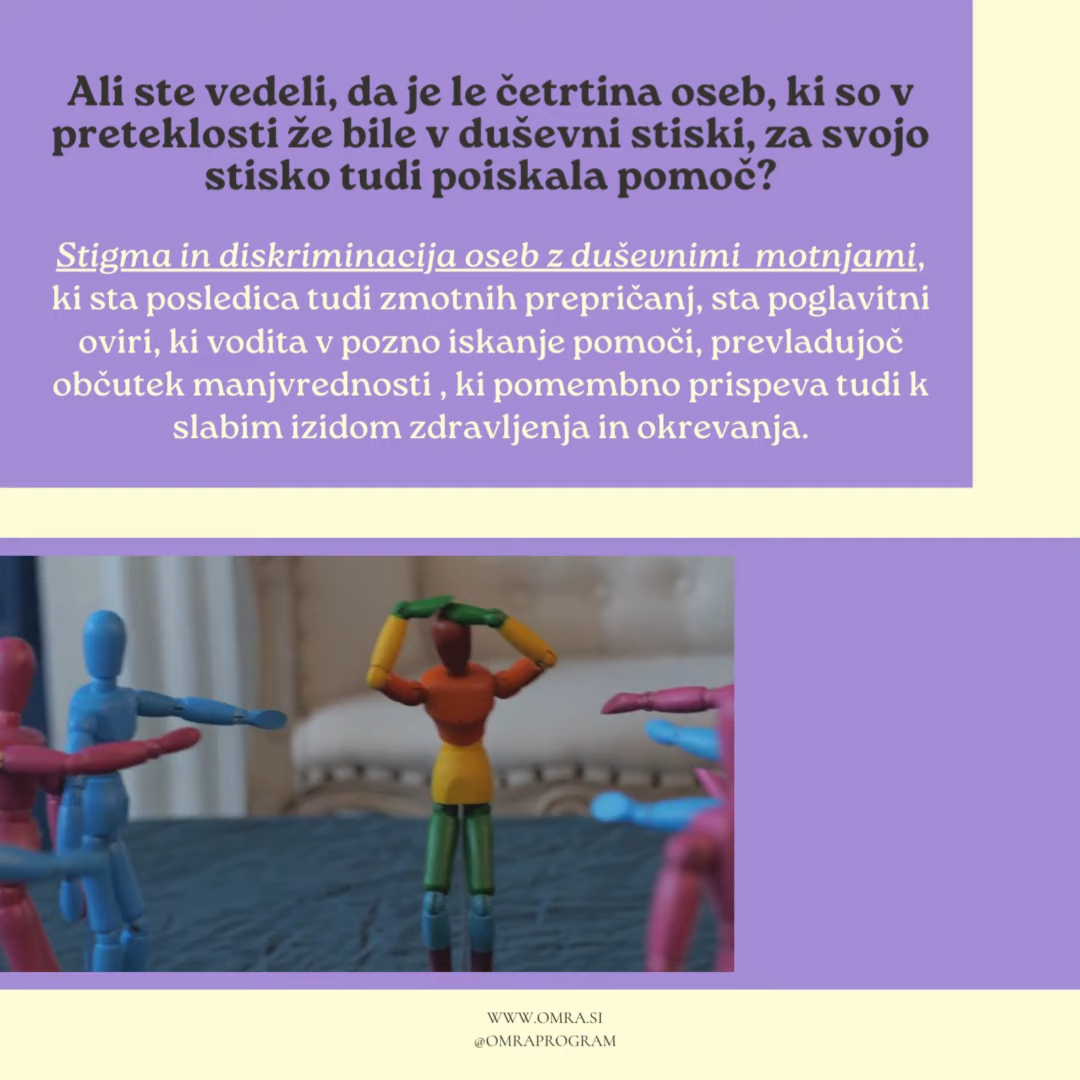 Ali ste vedeli, da je le četrtina oseb, ki so v
preteklosti že bile v duševni stiski, za svojo
stisko tudi poiskala pomoč?
Stigma in diskriminacija oseb z duševnimi motnjami,
ki sta posledica tudi zmotnih prepričanj, sta poglavitni
oviri, ki vodita v pozno iskanje pomoči, prevladujoč
občutek manjvrednosti , ki pomembno prispeva tudi k
slabim izidom zdravljenja in okrevanja.
WWW.OMRA.SI
@OMRAPROGRAM